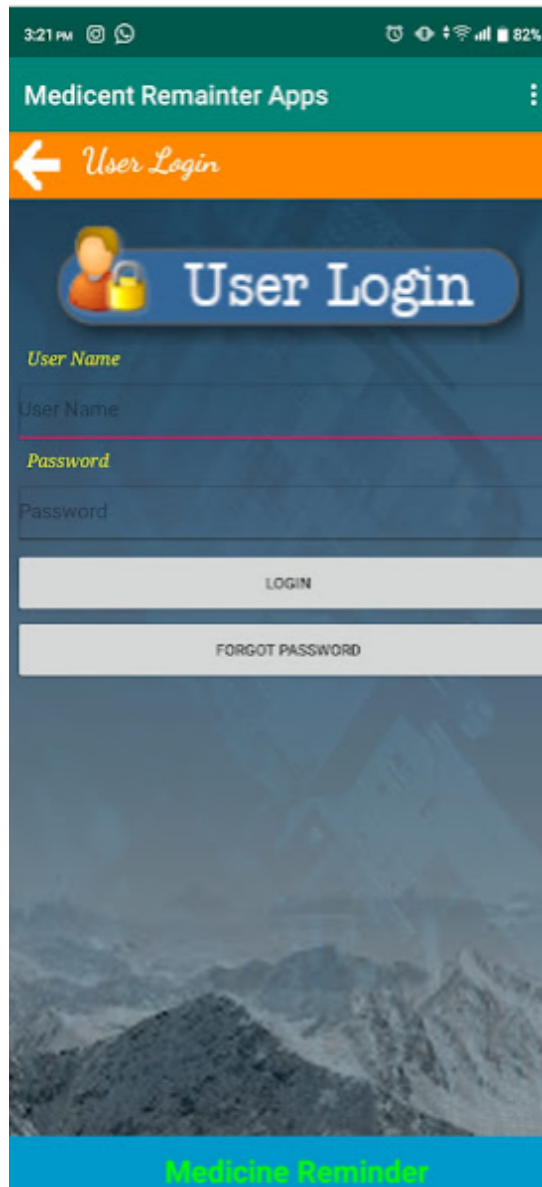 3:21 PM 82%
Medicent Remainter Apps
User Login
User Login
User Name
User Name
Password
Password
LOGIN
FORGOT PASSWORD
Medicine Reminder